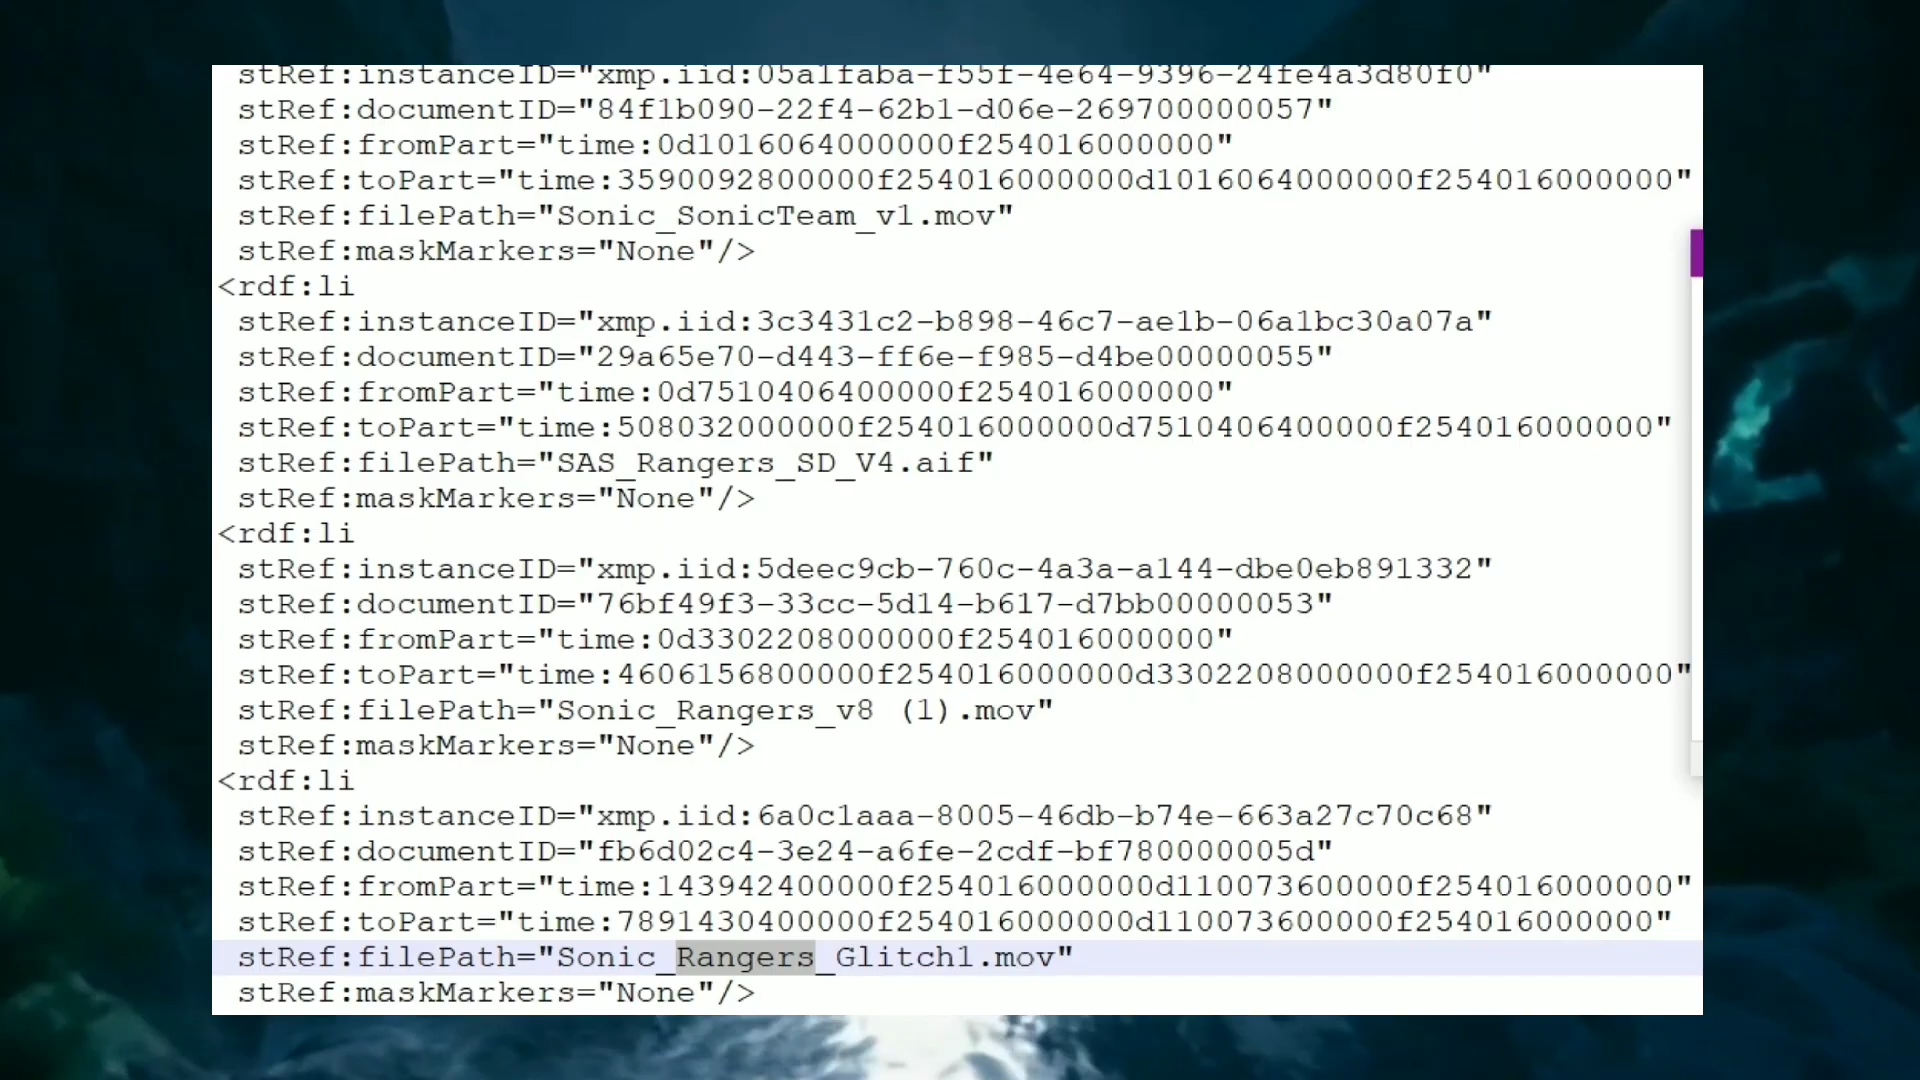 stRef:instanceID="xmp.iid:05a1faba-f55f-4e64-9396-24fe4a3d80f0"
stRef:documentID="84f1b090-22f4-62b1-d06e-269700000057"
stRef:fromPart="time:0d1016064000000f254016000000"
stRef:toPart="time:3590092800000f254016000000d1016064000000f254016000000"
stRef:filePath="Sonic_SonicTeam_v1.mov"
stRef:maskMarkers="None"/>
<rdf:li
stRef:instanceID="xmp.iid:3c3431c2-b898-46c7-ae1b-06a1bc30a07a"
stRef:documentID="29a65e70-d443-ff6e-f985-d4be00000055"
stRef:fromPart="time:0d7510406400000f254016000000"
stRef:toPart="time:508032000000f254016000000d7510406400000f254016000000"
stRef:filePath="SAS_Rangers_SD_V4.aif"
stRef:maskMarkers="None"/>
<rdf:li
stRef:instanceID="xmp.iid:5deec9cb-760c-4a3a-a144-dbe0eb891332"
stRef:documentID="76bf49f3-33cc-5d14-b617-d7bb00000053"
stRef:fromPart="time:0d3302208000000f254016000000"
stRef:toPart="time:4606156800000f254016000000d3302208000000f254016000000"
stRef:filePath="Sonic_Rangers_v8 (1).mov"
stRef:maskMarkers="None"/>
<rdf:li
stRef:instanceID="xmp.iid:6a0c1aaa-8005-46db-b74e-663a27c70c68"
stRef:documentID="fb6d02c4-3e24-a6fe-2cdf-bf780000005d"
stRef:fromPart="time:143942400000f254016000000d110073600000f254016000000"
stRef:toPart="time:7891430400000f254016000000d110073600000f254016000000"
stRef:filePath="Sonic_Rangers_Glitch1.mov"
stRef:maskMarkers="None"/>